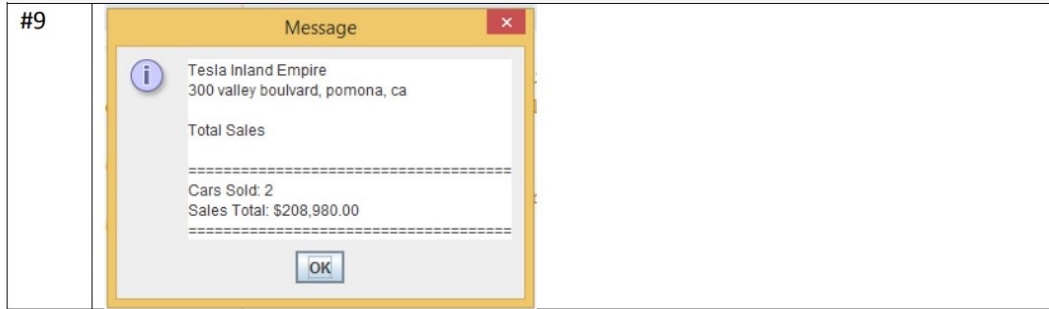 #9
Message
Tesla Inland Empire
300 valley boulvard, pomona, ca
Total Sales
=====================================
Cars Sold: 2
Sales Total: $208,980.00
=====================================
OK